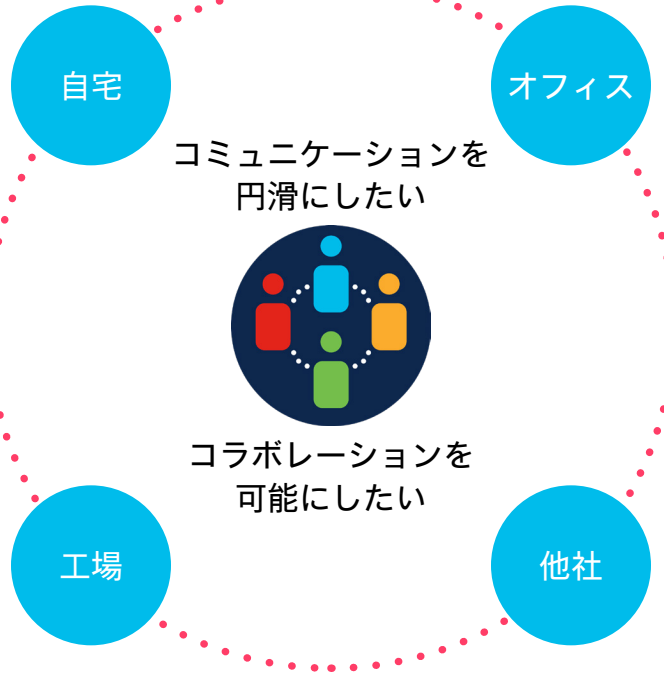 自宅
オフィス
コミュニケーションを
円滑にしたい
コラボレーションを
可能にしたい
工場
他社